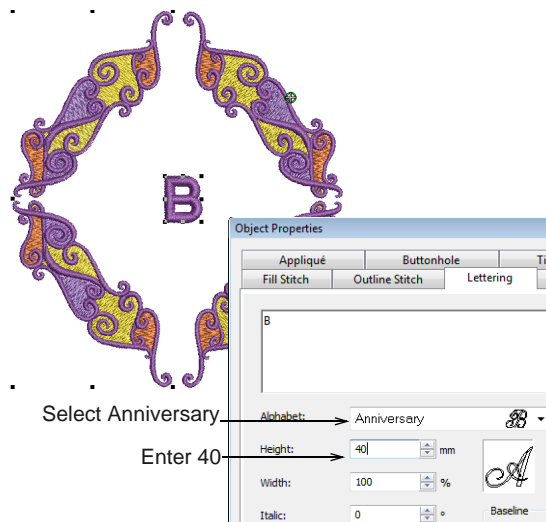 B
Object Properties
Appliqué Buttonhole
Fill Stitch Outline Stitch Lettering
B
Select Anniversary Alphabet: Anniversary B
Height: 40 mm
Enter 40
A
Width: 100 %
Italic: 0 ° Baseline